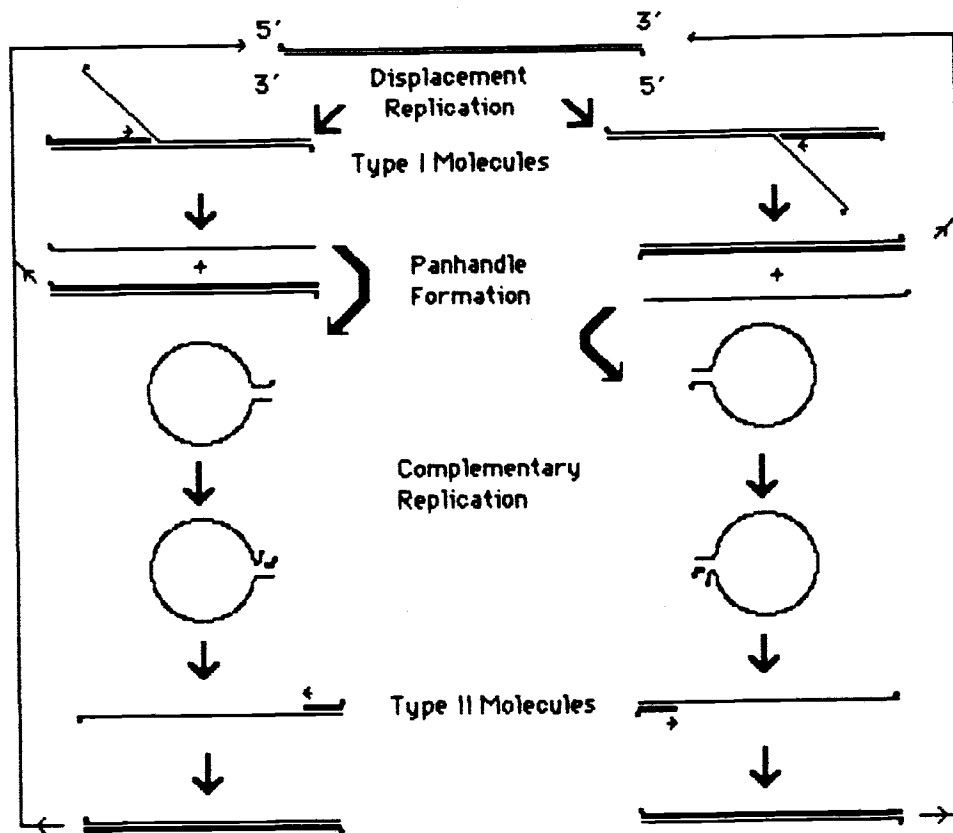 5′
3′
3′
5′
Displacement
Replication
Type I Molecules
+
+
Panhandle
Formation
Complementary
Replication
Type II Molecules